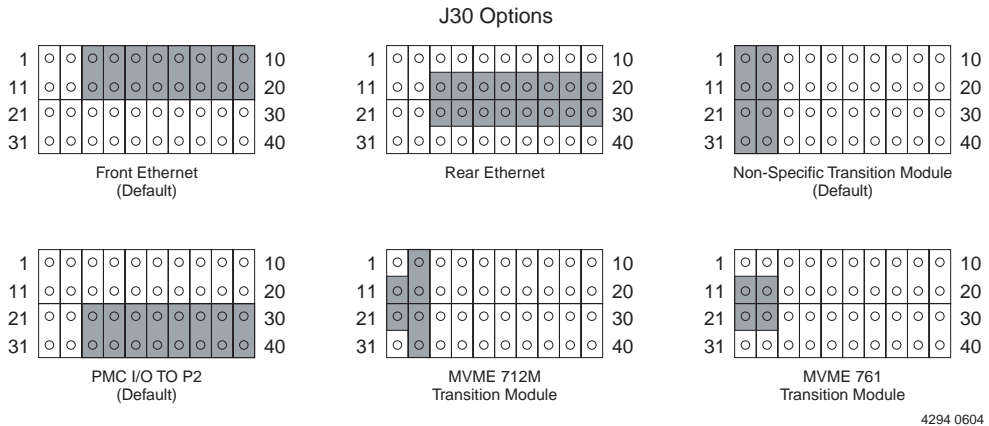 J30 Options
1 10
11 20
21 30
31 40
Front Ethernet
(Default)
1 10
11 20
21 30
31 40
Rear Ethernet
1 10
11 20
21 30
31 40
Non-Specific Transition Module
(Default)
1 10
11 20
21 30
31 40
PMC I/O TO P2
(Default)
1 10
11 20
21 30
31 40
MVME 712M
Transition Module
1 10
11 20
21 30
31 40
MVME 761
Transition Module
4294 0604